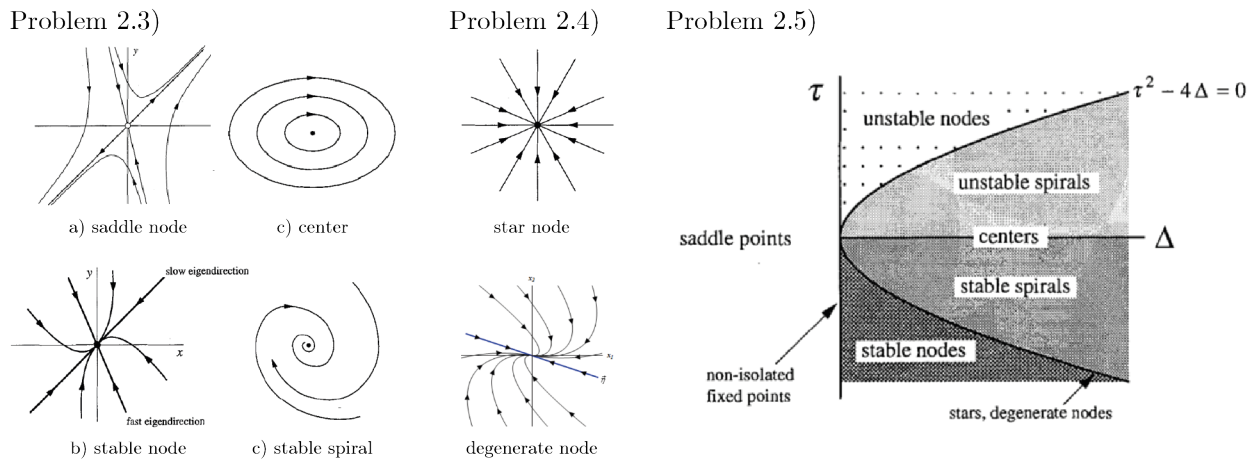 Problem 2.3)
Problem 2.4)
Problem 2.5)
y
a) saddle node
c) center
star node
y
slow eigendirection
x
fast eigendirection
b) stable node
c) stable spiral
x₂
x₁
η⃗
degenerate node
τ
τ² − 4Δ = 0
unstable nodes
unstable spirals
saddle points
centers
Δ
stable spirals
stable nodes
non-isolated
fixed points
stars, degenerate nodes